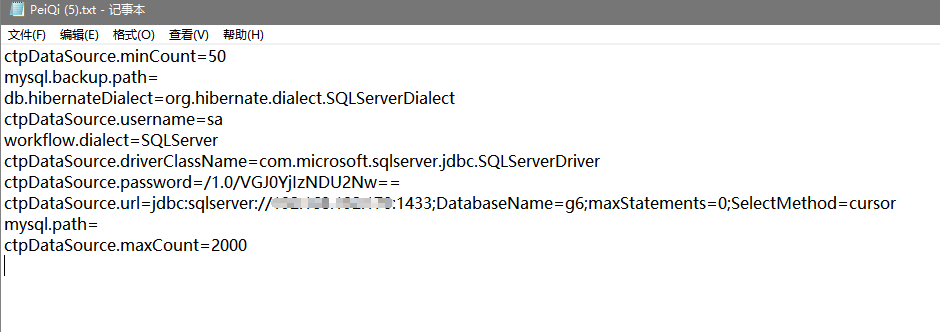 PeiQi (5).txt - 记事本
文件(F) 编辑(E) 格式(O) 查看(V) 帮助(H)
ctpDataSource.minCount=50
mysql.backup.path=
db.hibernateDialect=org.hibernate.dialect.SQLServerDialect
ctpDataSource.username=sa
workflow.dialect=SQLServer
ctpDataSource.driverClassName=com.microsoft.sqlserver.jdbc.SQLServerDriver
ctpDataSource.password=/1.0/VGJ0YjIzNDU2Nw==
ctpDataSource.url=jdbc:sqlserver://:1433;DatabaseName=g6;maxStatements=0;SelectMethod=cursor
mysql.path=
ctpDataSource.maxCount=2000